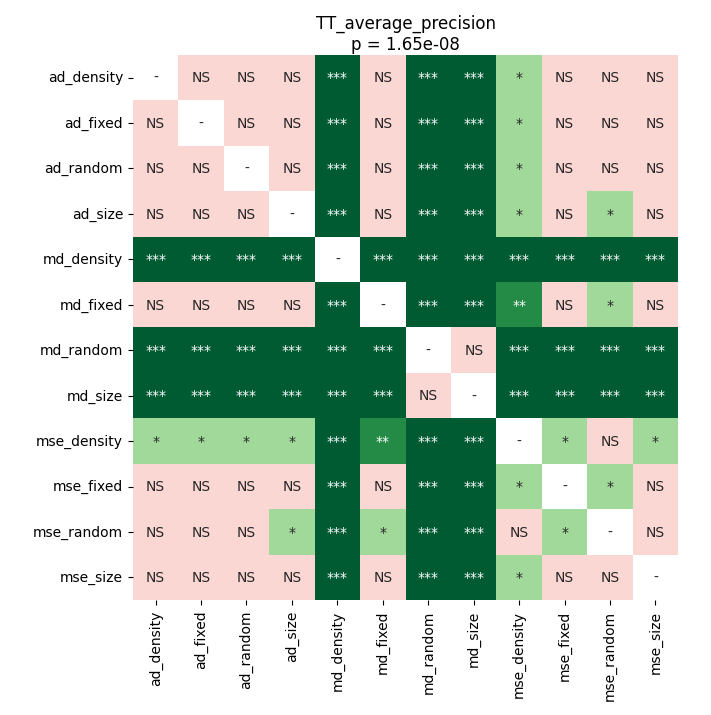 TT_average_precision
p = 1.65e-08
ad_density - NS NS NS *** NS *** *** * NS NS NS
ad_fixed NS - NS NS *** NS *** *** * NS NS NS
ad_random NS NS - NS *** NS *** *** * NS NS NS
ad_size NS NS NS - *** NS *** *** * NS * NS
md_density *** *** *** *** - *** *** *** *** *** *** ***
md_fixed NS NS NS NS *** - *** *** ** NS * NS
md_random *** *** *** *** *** *** - NS *** *** *** ***
md_size *** *** *** *** *** *** NS - *** *** *** ***
mse_density * * * * *** ** *** *** - * NS *
mse_fixed NS NS NS NS *** NS *** *** * - * NS
mse_random NS NS NS * *** * *** *** NS * - NS
mse_size NS NS NS NS *** NS *** *** * NS NS -
ad_density
ad_fixed
ad_random
ad_size
md_density
md_fixed
md_random
md_size
mse_density
mse_fixed
mse_random
mse_size